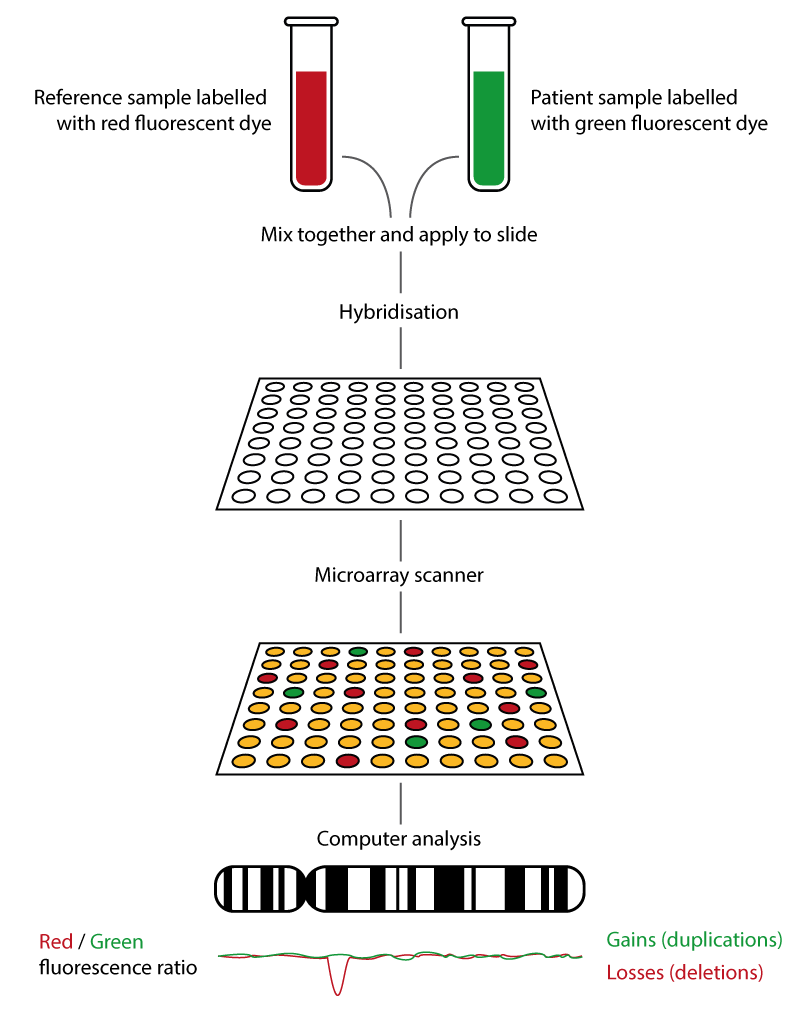 Reference sample labelled
with red fluorescent dye
Patient sample labelled
with green fluorescent dye
Mix together and apply to slide
Hybridisation
Microarray scanner
Computer analysis
Red / Green
fluorescence ratio
Gains (duplications)
Losses (deletions)